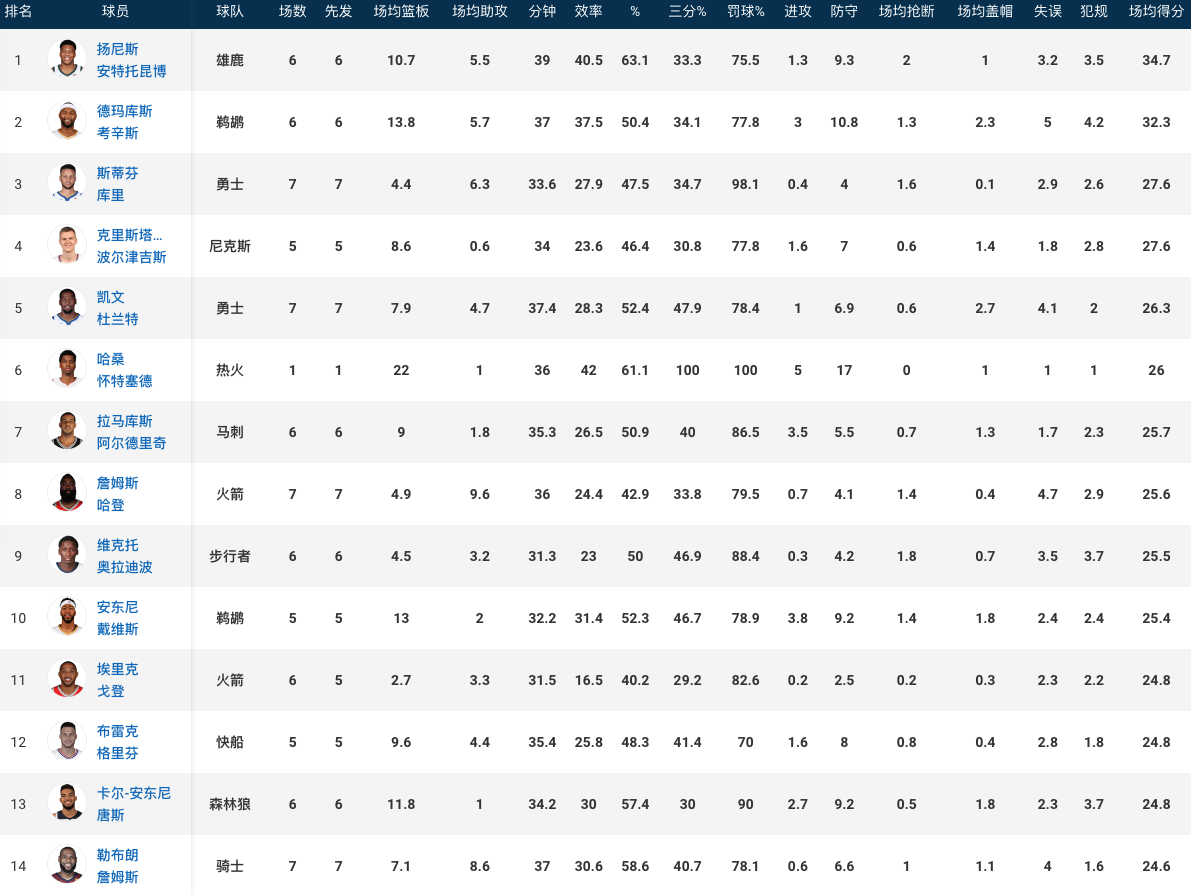 排名 球员 球队 场数 先发 场均篮板 场均助攻 分钟 效率 % 三分% 罚球% 进攻 防守 场均抢断 场均盖帽 失误 犯规 场均得分
1 扬尼斯 安特托昆博 雄鹿 6 6 10.7 5.5 39 40.5 63.1 33.3 75.5 1.3 9.3 2 1 3.2 3.5 34.7
2 德玛库斯 考辛斯 鹈鹕 6 6 13.8 5.7 37 37.5 50.4 34.1 77.8 3 10.8 1.3 2.3 5 4.2 32.3
3 斯蒂芬 库里 勇士 7 7 4.4 6.3 33.6 27.9 47.5 34.7 98.1 0.4 4 1.6 0.1 2.9 2.6 27.6
4 克里斯塔... 波尔津吉斯 尼克斯 5 5 8.6 0.6 34 23.6 46.4 30.8 77.8 1.6 7 0.6 1.4 1.8 2.8 27.6
5 凯文 杜兰特 勇士 7 7 7.9 4.7 37.4 28.3 52.4 47.9 78.4 1 6.9 0.6 2.7 4.1 2 26.3
6 哈桑 怀特塞德 热火 1 1 22 1 36 42 61.1 100 100 5 17 0 1 1 1 26
7 拉马库斯 阿尔德里奇 马刺 6 6 9 1.8 35.3 26.5 50.9 40 86.5 3.5 5.5 0.7 1.3 1.7 2.3 25.7
8 詹姆斯 哈登 火箭 7 7 4.9 9.6 36 24.4 42.9 33.8 79.5 0.7 4.1 1.4 0.4 4.7 2.9 25.6
9 维克托 奥拉迪波 步行者 6 6 4.5 3.2 31.3 23 50 46.9 88.4 0.3 4.2 1.8 0.7 3.5 3.7 25.5
10 安东尼 戴维斯 鹈鹕 5 5 13 2 32.2 31.4 52.3 46.7 78.9 3.8 9.2 1.4 1.8 2.4 2.4 25.4
11 埃里克 戈登 火箭 6 5 2.7 3.3 31.5 16.5 40.2 29.2 82.6 0.2 2.5 0.2 0.3 2.3 2.2 24.8
12 布雷克 格里芬 快船 5 5 9.6 4.4 35.4 25.8 48.3 41.4 70 1.6 8 0.8 0.4 2.8 1.8 24.8
13 卡尔-安东尼 唐斯 森林狼 6 6 11.8 1 34.2 30 57.4 30 90 2.7 9.2 0.5 1.8 2.3 3.7 24.8
14 勒布朗 詹姆斯 骑士 7 7 7.1 8.6 37 30.6 58.6 40.7 78.1 0.6 6.6 1 1.1 4 1.6 24.6